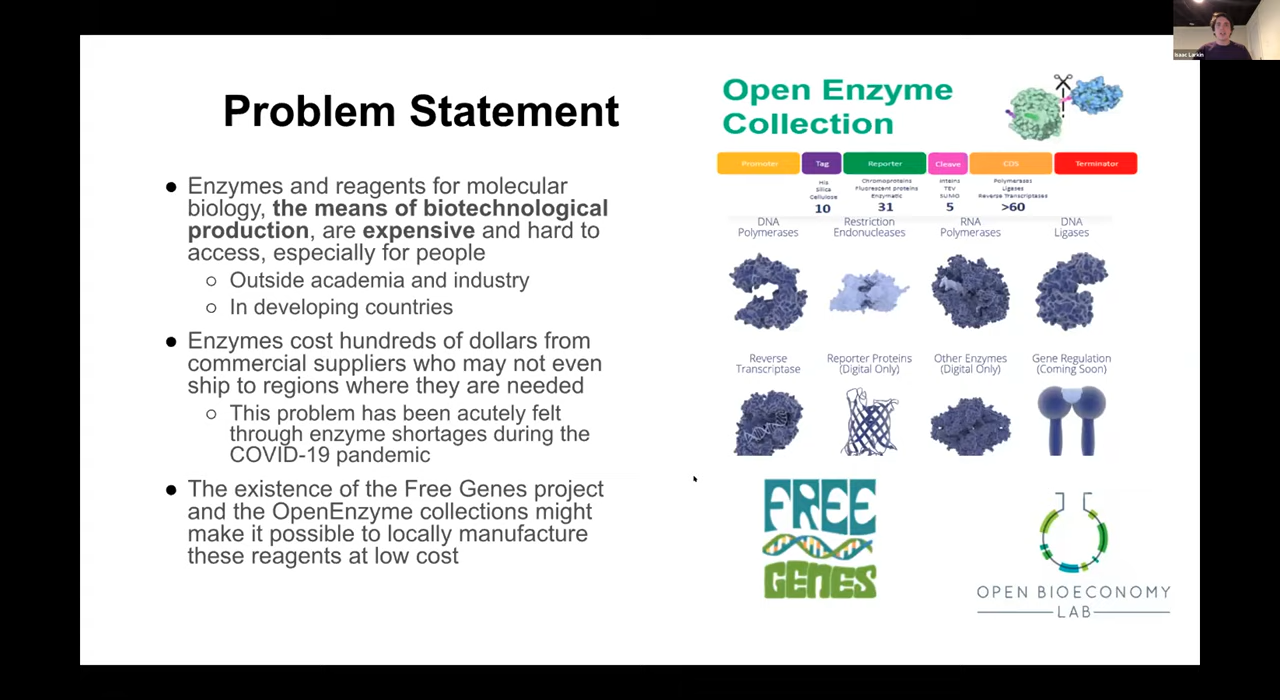 Isaac Larkin
Problem Statement
● Enzymes and reagents for molecular
biology, the means of biotechnological
production, are expensive and hard to
access, especially for people
○ Outside academia and industry
○ In developing countries
● Enzymes cost hundreds of dollars from
commercial suppliers who may not even
ship to regions where they are needed
○ This problem has been acutely felt
through enzyme shortages during the
COVID-19 pandemic
● The existence of the Free Genes project
and the OpenEnzyme collections might
make it possible to locally manufacture
these reagents at low cost
Open Enzyme
Collection
Promoter Tag Reporter Cleave CDS Terminator
His
Silica
Cellulose
10
Chromoproteins
Fluorescent proteins
Enzymatic
31
Inteins
TEV
SUMO
5
Polymerases
Ligases
Reverse Transcriptases
>60
DNA
Polymerases
Restriction
Endonucleases
RNA
Polymerases
DNA
Ligases
Reverse
Transcriptase
Reporter Proteins
(Digital Only)
Other Enzymes
(Digital Only)
Gene Regulation
(Coming Soon)
FREE
GENES
OPEN BIOECONOMY
LAB